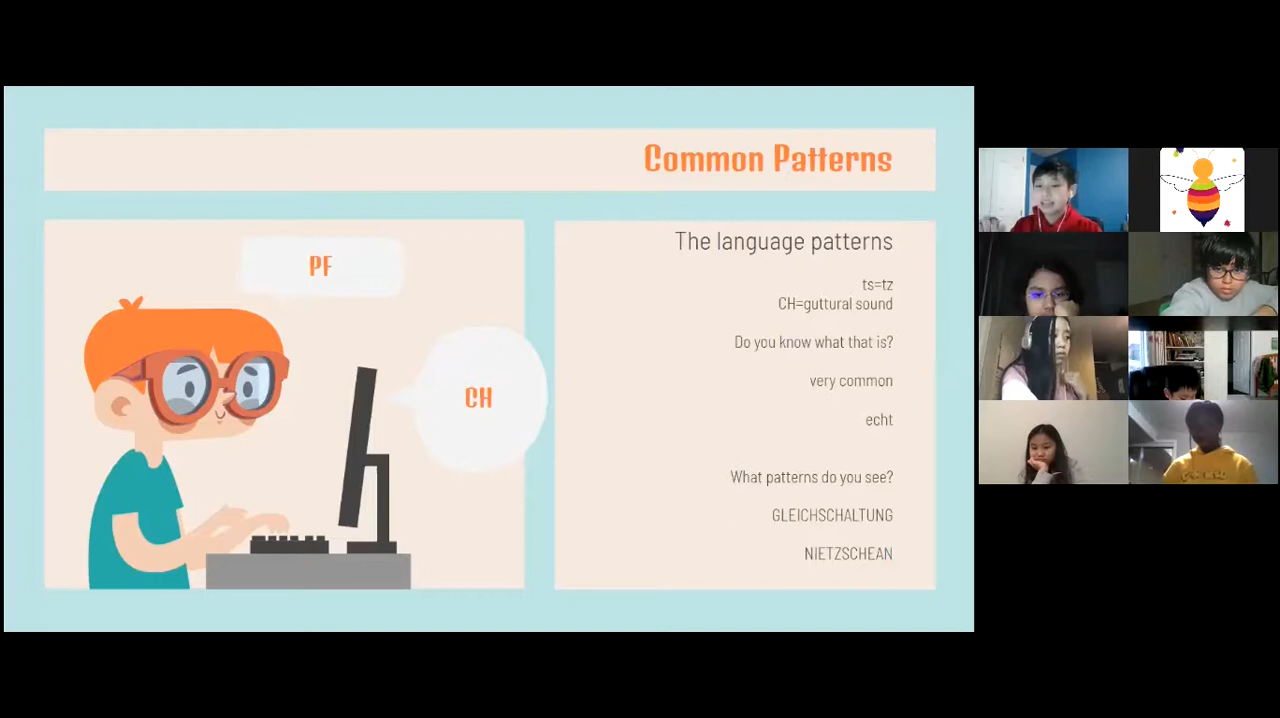 Common Patterns
PF
CH
The language patterns
ts=tz
CH=guttural sound
Do you know what that is?
very common
echt
What patterns do you see?
GLEICHSCHALTUNG
NIETZSCHEAN